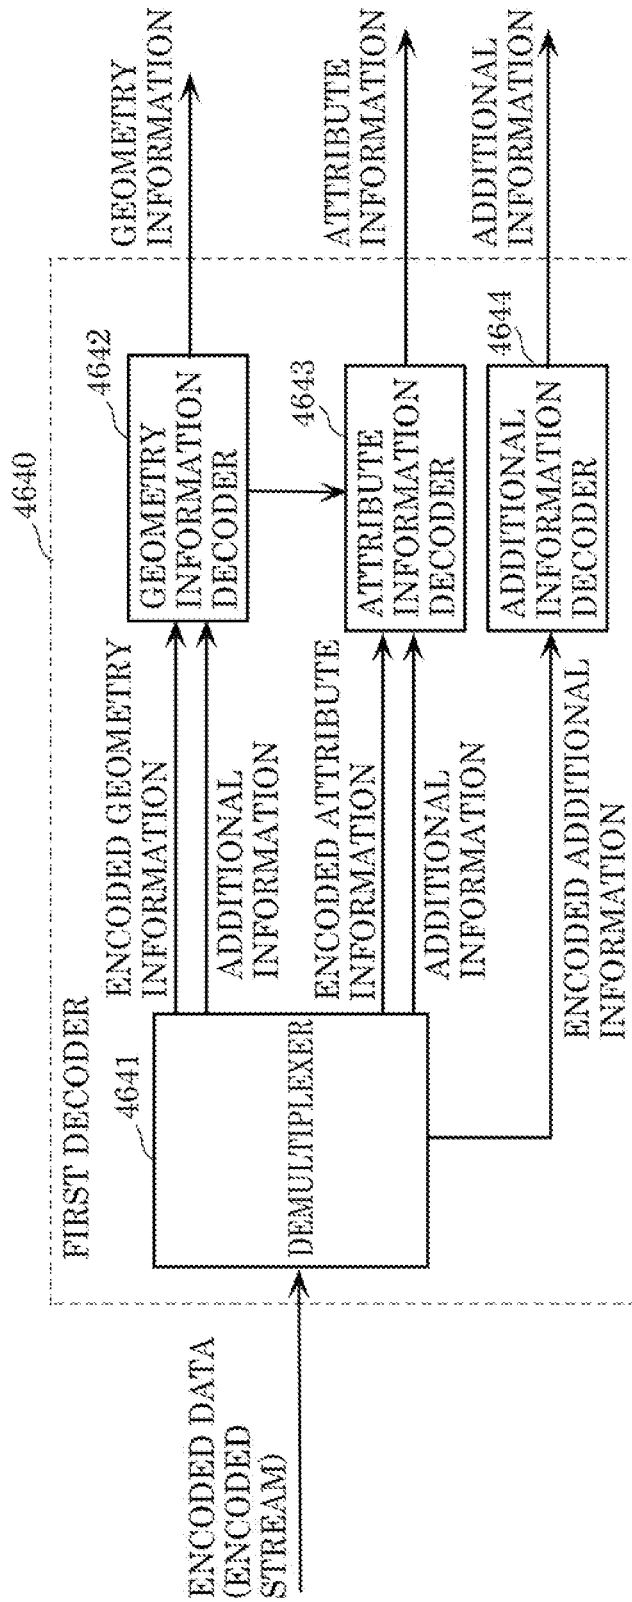 ENCODED DATA
(ENCODED
STREAM)
FIRST DECODER
4640
4641
DEMULTIPLEXER
ENCODED GEOMETRY
INFORMATION
ADDITIONAL
INFORMATION
ENCODED ATTRIBUTE
INFORMATION
ADDITIONAL
INFORMATION
ENCODED ADDITIONAL
INFORMATION
4642
GEOMETRY
INFORMATION
DECODER
4643
ATTRIBUTE
INFORMATION
DECODER
4644
ADDITIONAL
INFORMATION
DECODER
GEOMETRY
INFORMATION
ATTRIBUTE
INFORMATION
ADDITIONAL
INFORMATION